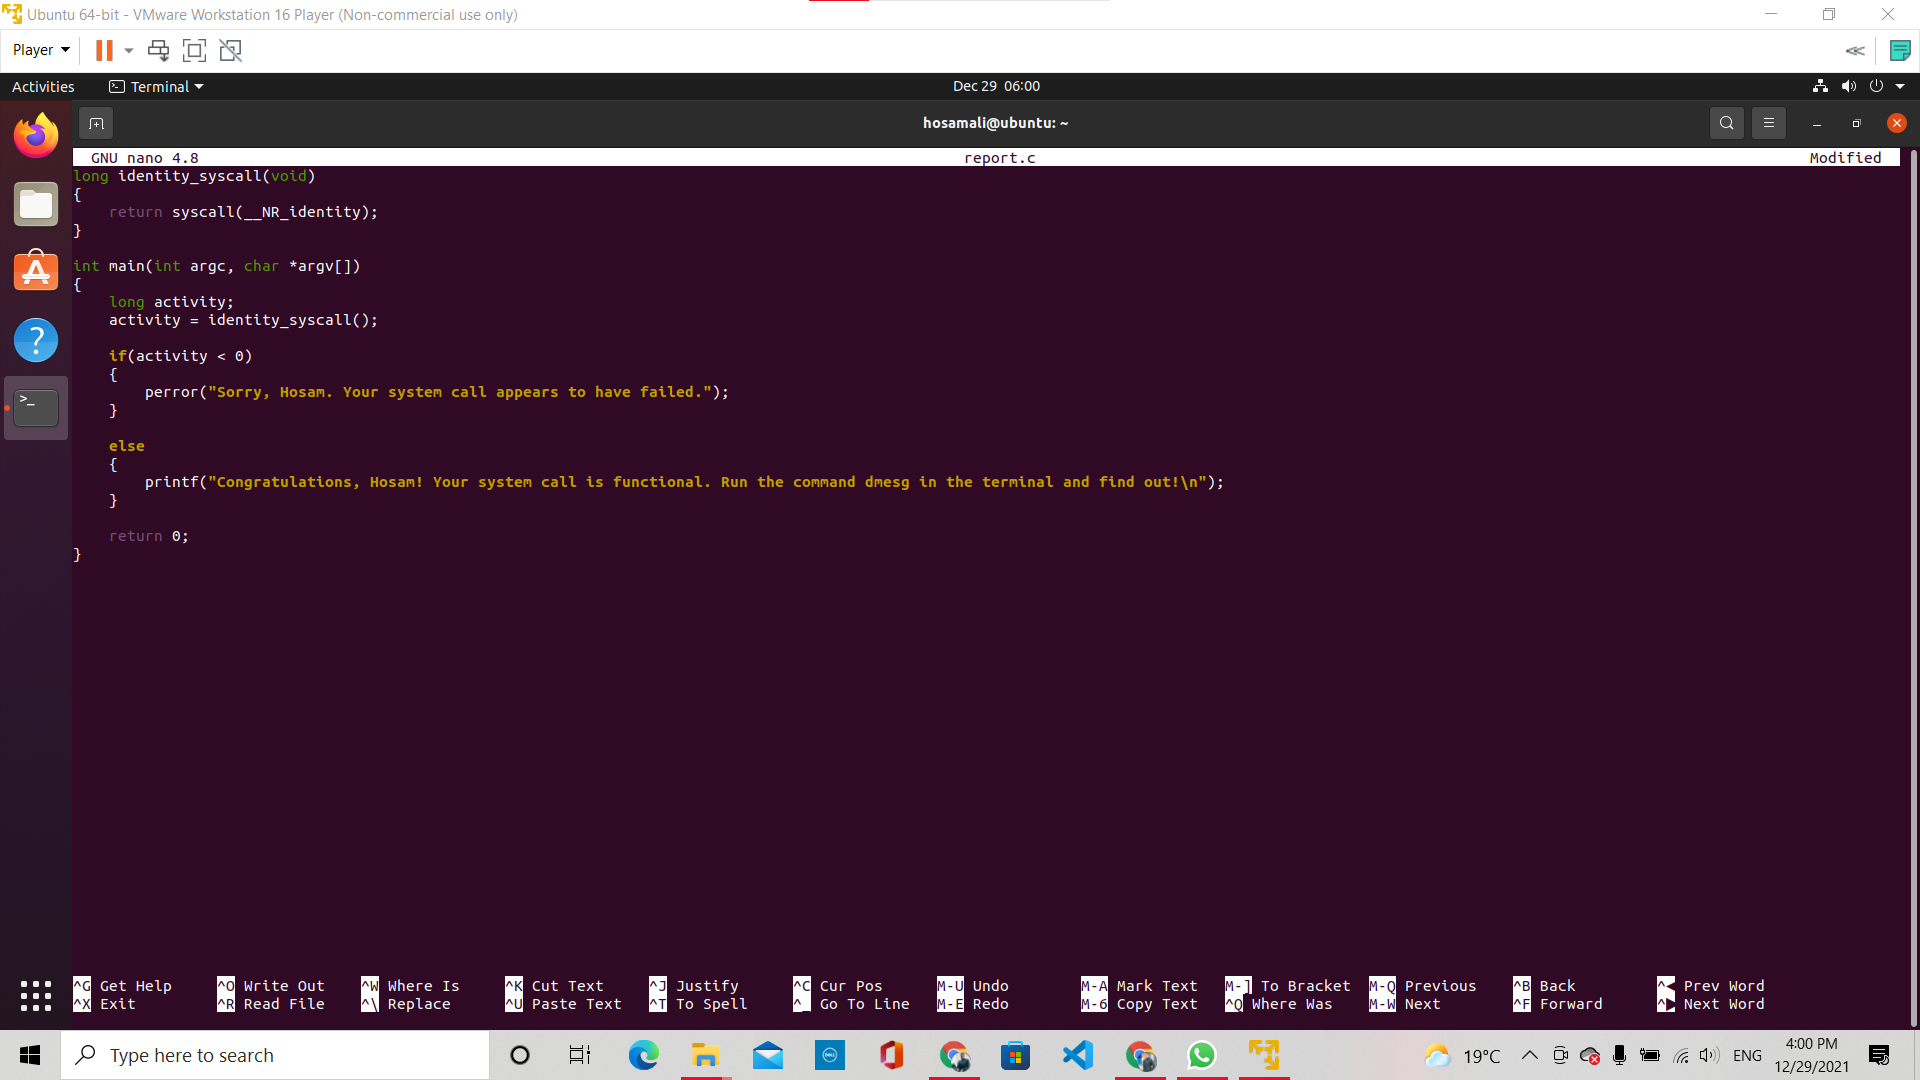 Ubuntu 64-bit - VMware Workstation 16 Player (Non-commercial use only)
Player
Activities
Terminal
Dec 29 06:00
hosamali@ubuntu: ~
GNU nano 4.8 report.c Modified
long identity_syscall(void)
{
    return syscall(__NR_identity);
}

int main(int argc, char *argv[])
{
    long activity;
    activity = identity_syscall();

    if(activity < 0)
    {
        perror("Sorry, Hosam. Your system call appears to have failed.");
    }

    else
    {
        printf("Congratulations, Hosam! Your system call is functional. Run the command dmesg in the terminal and find out!\n");
    }

    return 0;
}
^G Get Help ^O Write Out ^W Where Is ^K Cut Text ^J Justify ^C Cur Pos M-U Undo M-A Mark Text M-] To Bracket M-Q Previous ^B Back ^◀ Prev Word
^X Exit ^R Read File ^\ Replace ^U Paste Text ^T To Spell ^_ Go To Line M-E Redo M-6 Copy Text ^Q Where Was M-W Next ^F Forward ^▶ Next Word
Type here to search
DELL
19°C
ENG
4:00 PM
12/29/2021